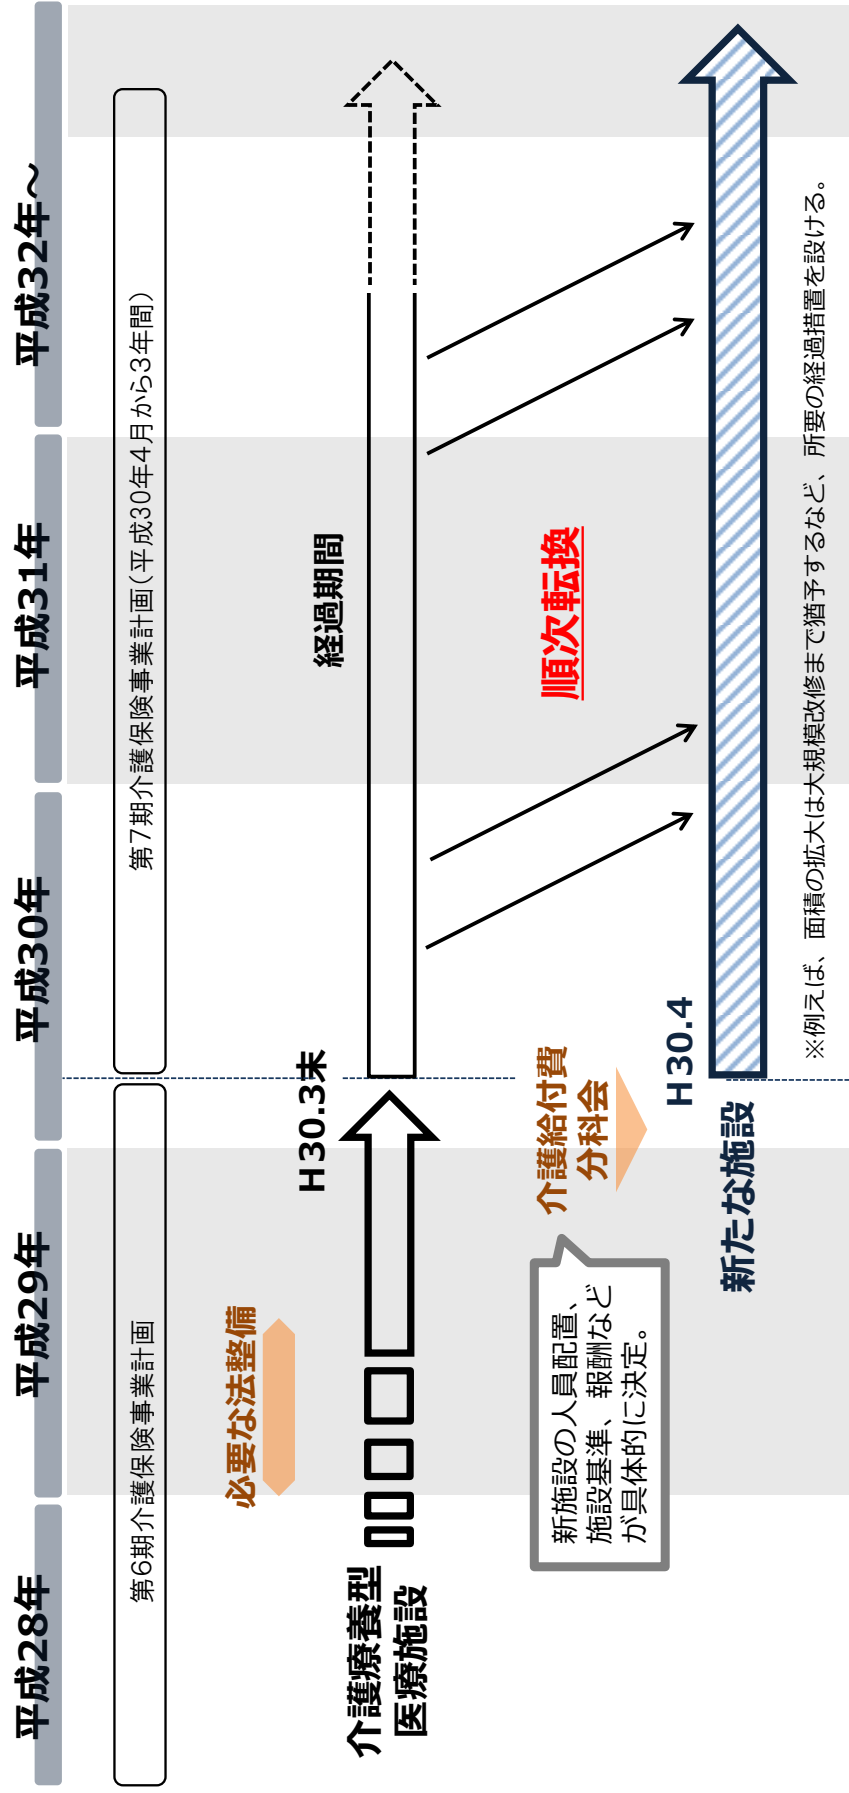 平成28年
平成29年
平成30年
平成31年
平成32年～
第6期介護保険事業計画
第7期介護保険事業計画（平成30年4月から3年間）
必要な法整備
H30.3末
経過期間
介護療養型
医療施設
順次転換
介護給付費
分科会
新施設の人員配置、
施設基準、報酬など
が具体的に決定。
H30.4
新たな施設
※例えば、面積の拡大は大規模改修まで猶予するなど、所要の経過措置を設ける。